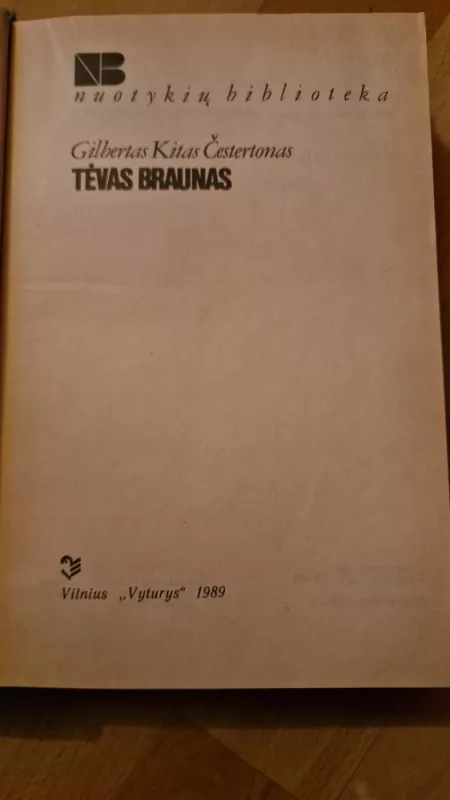 NB
nuotykių biblioteka
Gilbertas Kitas Čestertonas
TĖVAS BRAUNAS
Vilnius „Vyturys“ 1989